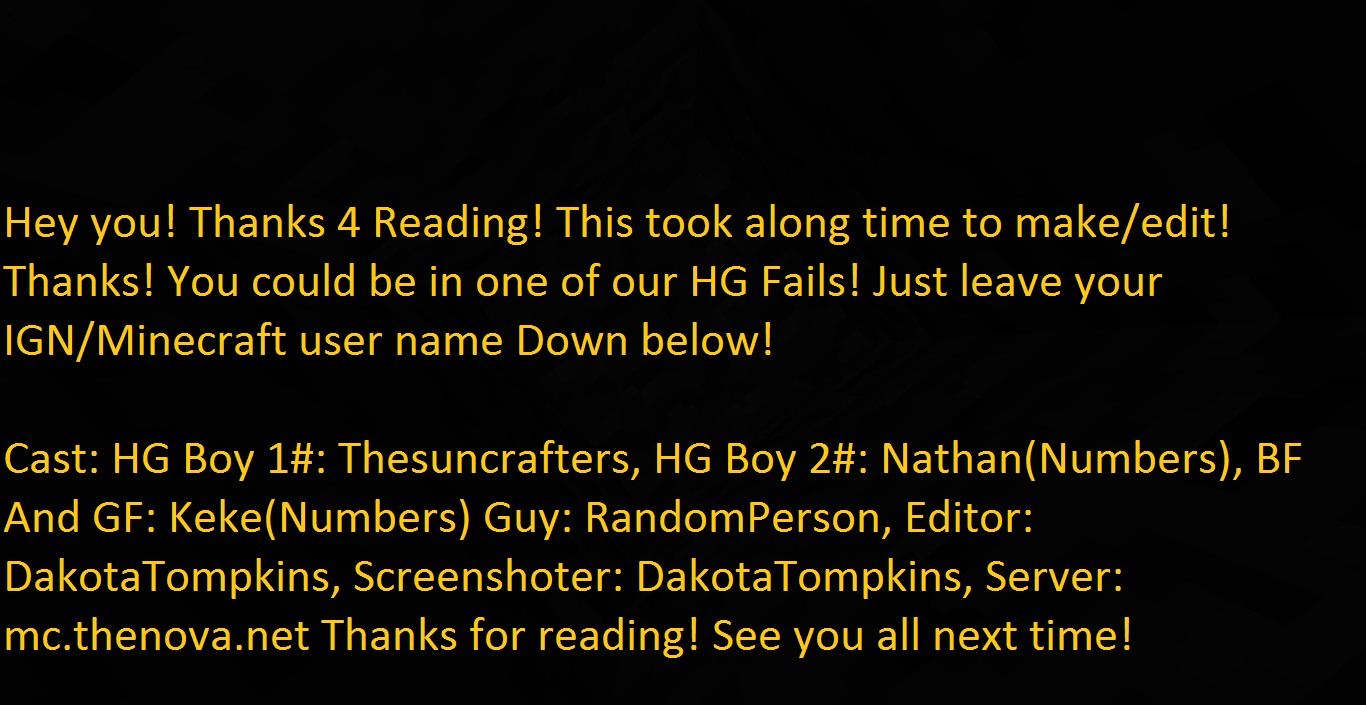 Hey you! Thanks 4 Reading! This took along time to make/edit!
Thanks! You could be in one of our HG Fails! Just leave your
IGN/Minecraft user name Down below!
Cast: HG Boy 1#: Thesuncrafters, HG Boy 2#: Nathan(Numbers), BF
And GF: Keke(Numbers) Guy: RandomPerson, Editor:
DakotaTompkins, Screenshoter: DakotaTompkins, Server:
mc.thenova.net Thanks for reading! See you all next time!